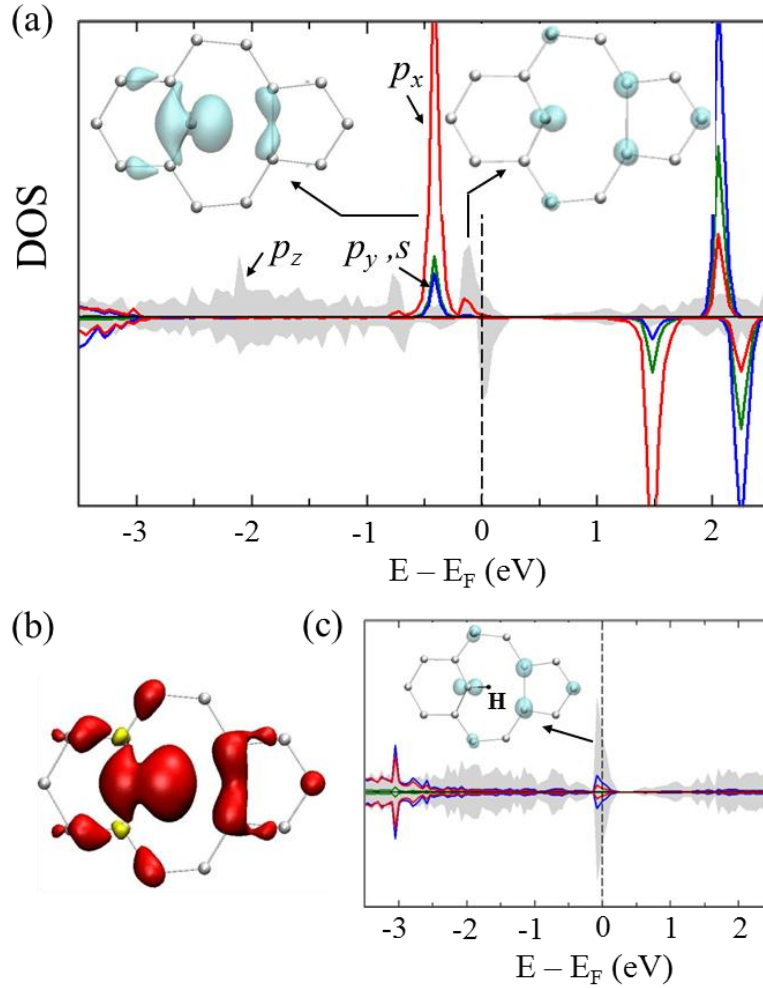 (a)
DOS
p_x
p_z
p_y ,s
-3 -2 -1 0 1 2
E – E_F (eV)
(b)
(c)
H
-3 -2 -1 0 1 2
E – E_F (eV)